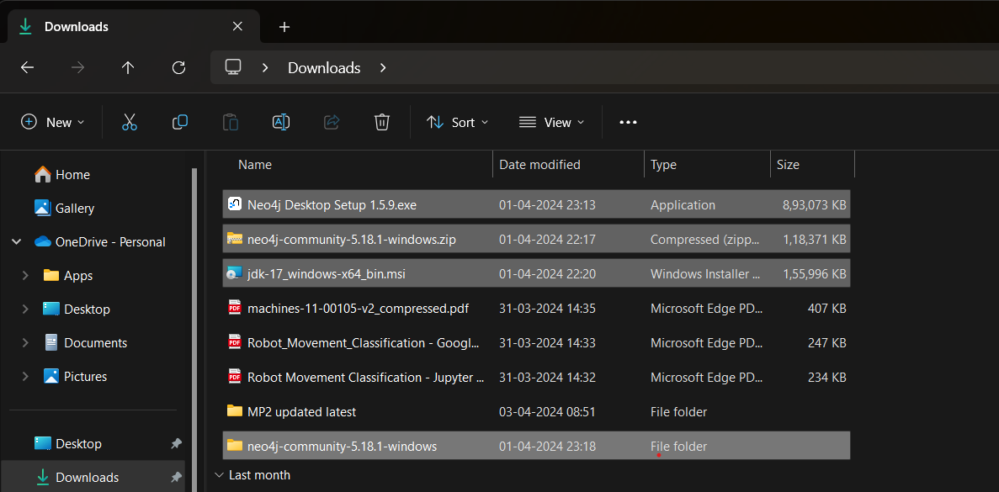 Downloads
Downloads
New
Sort
View
Name Date modified Type Size
Home
Gallery
OneDrive - Personal
Apps
Desktop
Documents
Pictures
Desktop
Downloads
Neo4j Desktop Setup 1.5.9.exe 01-04-2024 23:13 Application 8,93,073 KB
neo4j-community-5.18.1-windows.zip 01-04-2024 22:17 Compressed (zipp... 1,18,371 KB
jdk-17_windows-x64_bin.msi 01-04-2024 22:20 Windows Installer ... 1,55,996 KB
machines-11-00105-v2_compressed.pdf 31-03-2024 14:35 Microsoft Edge PD... 407 KB
Robot_Movement_Classification - Googl... 31-03-2024 14:33 Microsoft Edge PD... 247 KB
Robot Movement Classification - Jupyter ... 31-03-2024 14:32 Microsoft Edge PD... 234 KB
MP2 updated latest 03-04-2024 08:51 File folder
neo4j-community-5.18.1-windows 01-04-2024 23:18 File folder
Last month